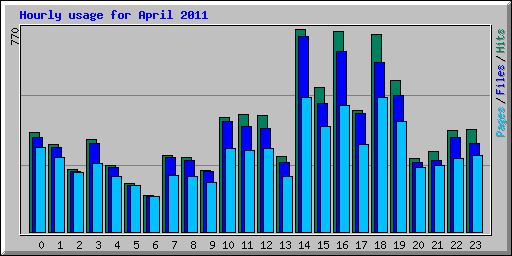 Hourly usage for April 2011
770
Pages / Files / Hits
0 1 2 3 4 5 6 7 8 9 10 11 12 13 14 15 16 17 18 19 20 21 22 23